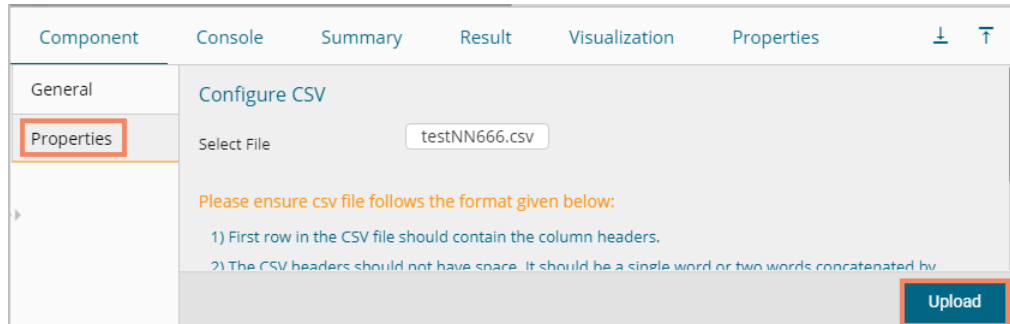 Component Console Summary Result Visualization Properties
General
Configure CSV
Properties
Select File testNN666.csv
Please ensure csv file follows the format given below:
1) First row in the CSV file should contain the column headers.
2) The CSV headers should not have space. It should be a single word or two words concatenated by
Upload